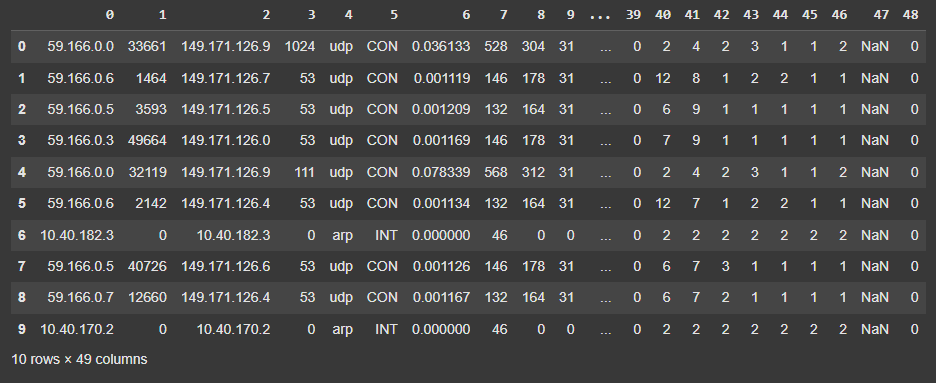 0 1 2 3 4 5 6 7 8 9 ... 39 40 41 42 43 44 45 46 47 48
0 59.166.0.0 33661 149.171.126.9 1024 udp CON 0.036133 528 304 31 ... 0 2 4 2 3 1 1 2 NaN 0
1 59.166.0.6 1464 149.171.126.7 53 udp CON 0.001119 146 178 31 ... 0 12 8 1 2 2 1 1 NaN 0
2 59.166.0.5 3593 149.171.126.5 53 udp CON 0.001209 132 164 31 ... 0 6 9 1 1 1 1 1 NaN 0
3 59.166.0.3 49664 149.171.126.0 53 udp CON 0.001169 146 178 31 ... 0 7 9 1 1 1 1 1 NaN 0
4 59.166.0.0 32119 149.171.126.9 111 udp CON 0.078339 568 312 31 ... 0 2 4 2 3 1 1 2 NaN 0
5 59.166.0.6 2142 149.171.126.4 53 udp CON 0.001134 132 164 31 ... 0 12 7 1 2 2 1 1 NaN 0
6 10.40.182.3 0 10.40.182.3 0 arp INT 0.000000 46 0 0 ... 0 2 2 2 2 2 2 2 NaN 0
7 59.166.0.5 40726 149.171.126.6 53 udp CON 0.001126 146 178 31 ... 0 6 7 3 1 1 1 1 NaN 0
8 59.166.0.7 12660 149.171.126.4 53 udp CON 0.001167 132 164 31 ... 0 6 7 2 1 1 1 1 NaN 0
9 10.40.170.2 0 10.40.170.2 0 arp INT 0.000000 46 0 0 ... 0 2 2 2 2 2 2 2 NaN 0
10 rows × 49 columns